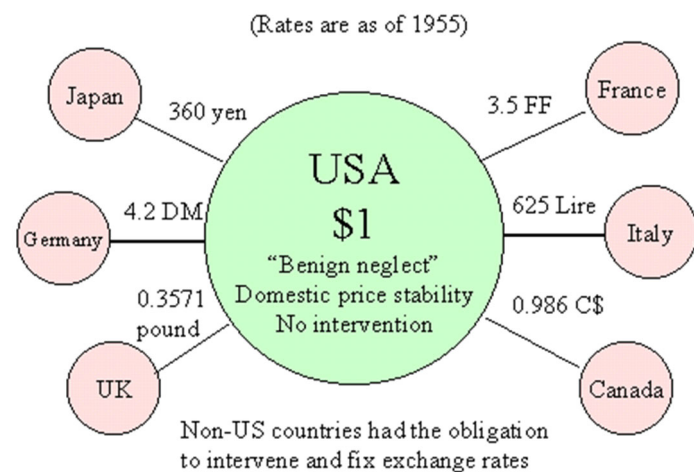 (Rates are as of 1955)
Japan
360 yen
3.5 FF
France
USA
$1
Germany
4.2 DM
625 Lire
Italy
“Benign neglect”
Domestic price stability
No intervention
0.3571
pound
0.986 C$
UK
Canada
Non-US countries had the obligation
to intervene and fix exchange rates